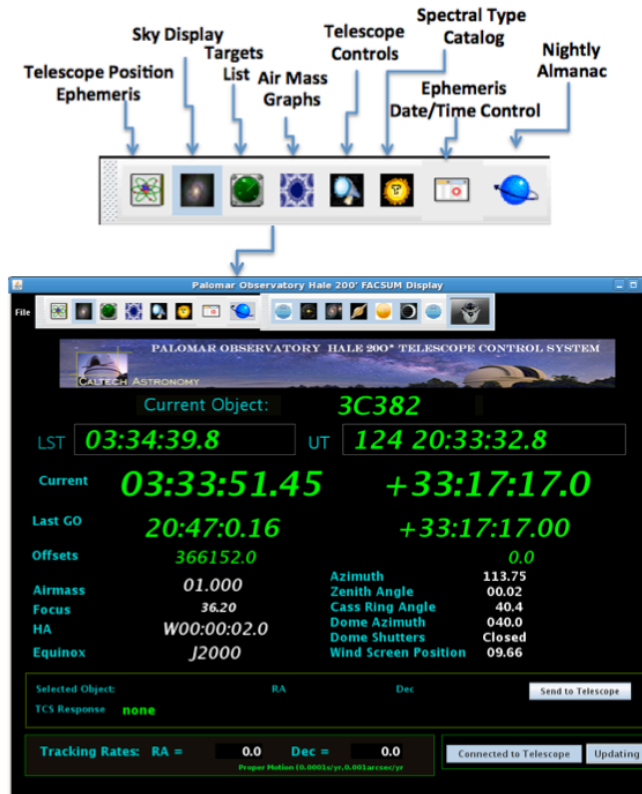 Sky Display
Targets List
Telescope Controls
Spectral Type Catalog
Nightly Almanac
Telescope Position Ephemeris
Air Mass Graphs
Ephemeris Date/Time Control
Palomar Observatory Hale 200' FACSUM Display
File
PALOMAR OBSERVATORY HALE 200" TELESCOPE CONTROL SYSTEM
CALTECH ASTRONOMY
Current Object: 3C382
LST 03:34:39.8 UT 124 20:33:32.8
Current 03:33:51.45 +33:17:17.0
Last GO 20:47:0.16 +33:17:17.00
Offsets 366152.0 0.0
Airmass 01.000
Focus 36.20
HA W00:00:02.0
Equinox J2000
Azimuth 113.75
Zenith Angle 00.02
Cass Ring Angle 40.4
Dome Azimuth 040.0
Dome Shutters Closed
Wind Screen Position 09.66
Selected Object: RA Dec Send to Telescope
TCS Response none
Tracking Rates: RA = 0.0 Dec = 0.0 Connected to Telescope Updating
Proper Motion (0.0001s/yr,0.001arcsec/yr